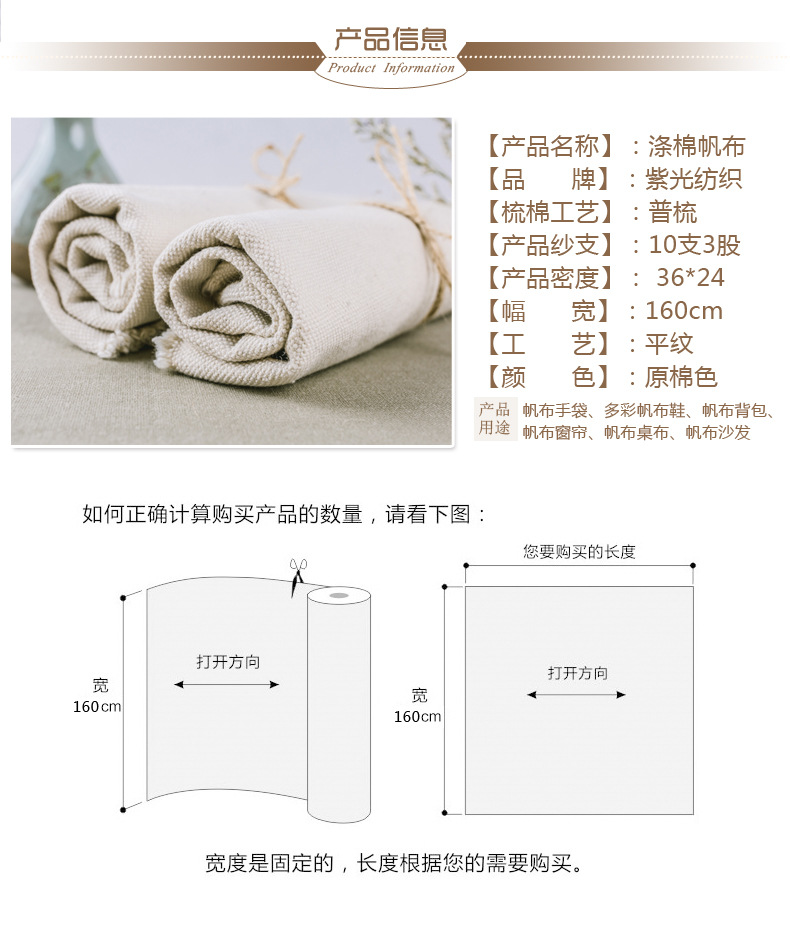 产品信息
Product Information
【产品名称】：涤棉帆布
【品 牌】：紫光纺织
【梳棉工艺】：普梳
【产品纱支】：10支3股
【产品密度】： 36*24
【幅 宽】：160cm
【工 艺】：平纹
【颜 色】：原棉色
产品用途
帆布手袋、多彩帆布鞋、帆布背包、
帆布窗帘、帆布桌布、帆布沙发
如何正确计算购买产品的数量，请看下图：
打开方向
宽
160cm
您要购买的长度
打开方向
宽
160cm
宽度是固定的，长度根据您的需要购买。